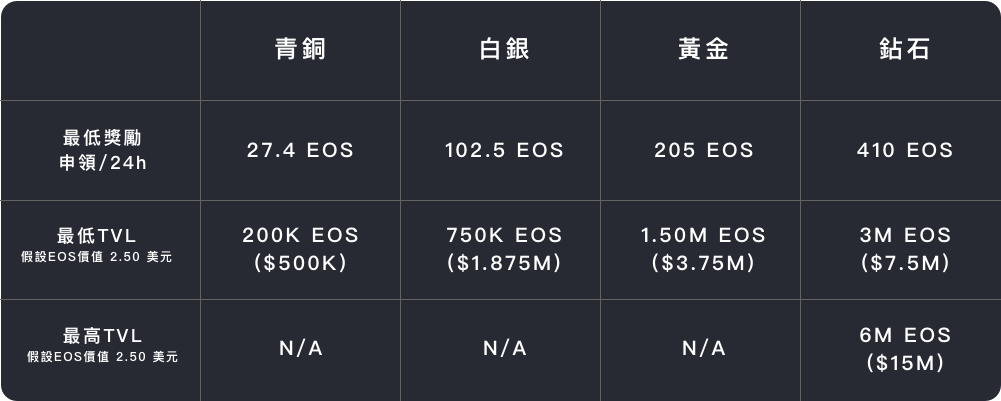 青銅 白銀 黃金 鈷石
最低獎勵
申領/24h
27.4 EOS 102.5 EOS 205 EOS 410 EOS
最低TVL
假設EOS價值 2.50 美元
200K EOS 750K EOS 1.50M EOS 3M EOS
($500K) ($1.875M) ($3.75M) ($7.5M)
最高TVL
假設EOS價值 2.50 美元
N/A N/A N/A
6M EOS
($15M)